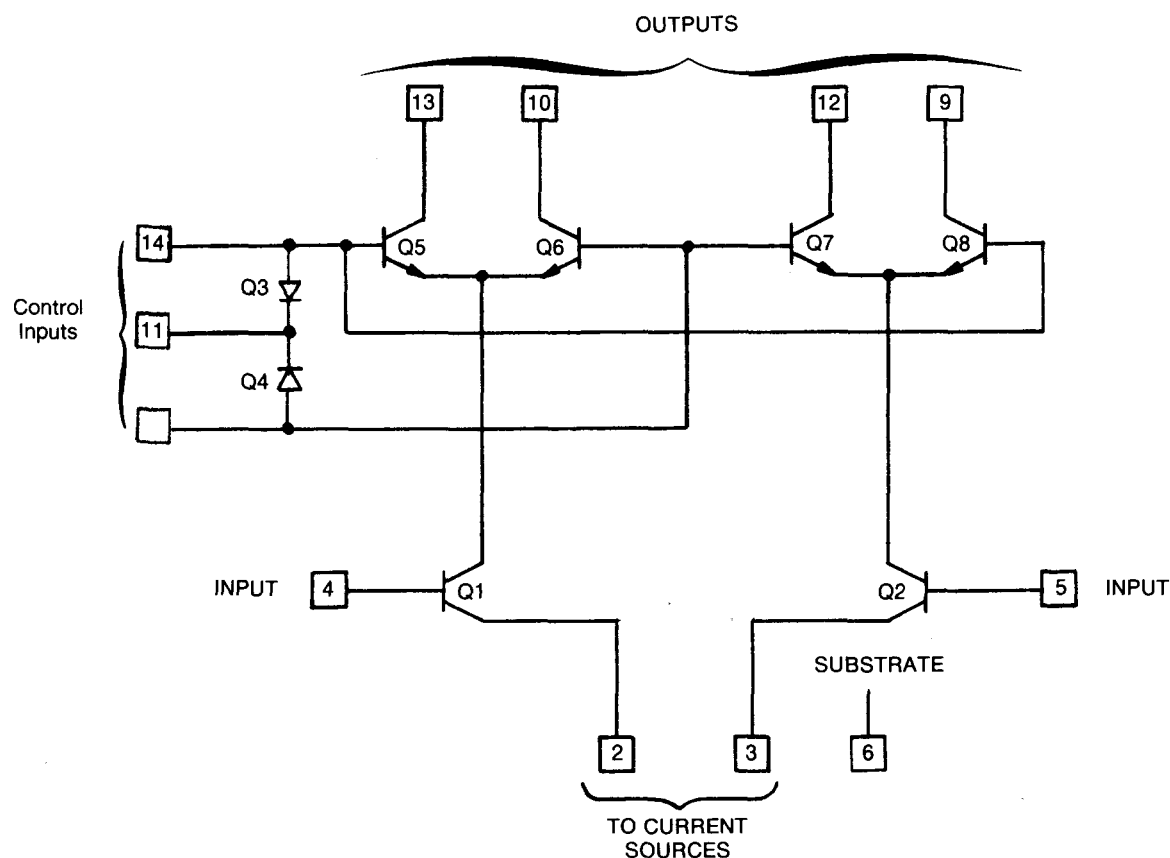 OUTPUTS
13 10 12 9
14 Q5 Q6 Q7 Q8
Q3
Control
Inputs
11
Q4
INPUT 4 Q1 Q2 5 INPUT
SUBSTRATE
2 3 6
TO CURRENT
SOURCES